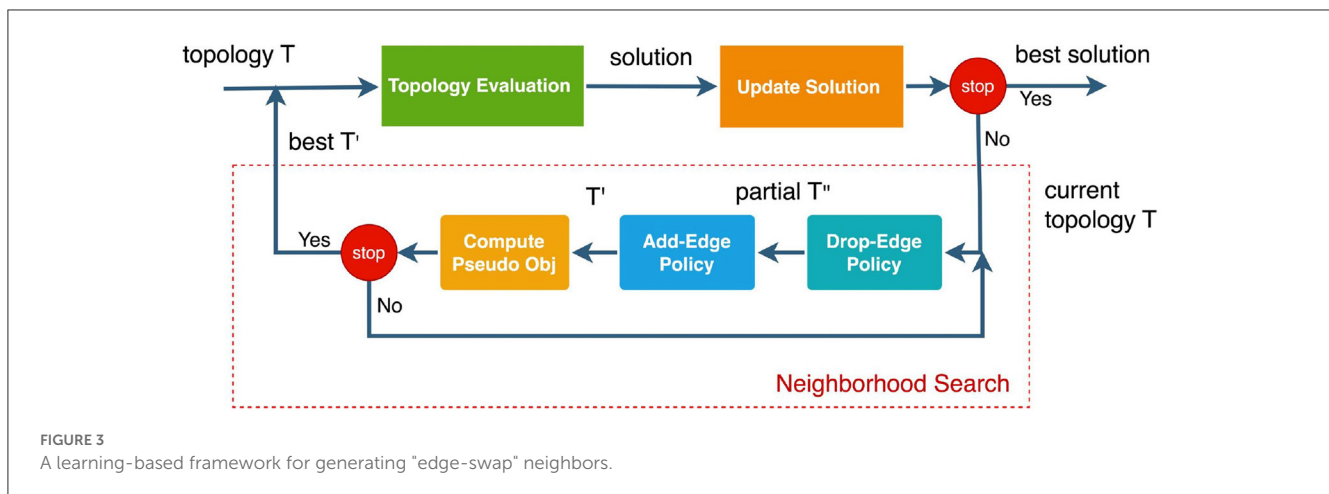 topology T
Topology Evaluation
solution
Update Solution
stop
best solution
Yes
No
best T'
current
topology T
T'
partial T"
Yes
stop
Compute
Pseudo Obj
Add-Edge
Policy
Drop-Edge
Policy
No
Neighborhood Search
FIGURE 3
A learning-based framework for generating "edge-swap" neighbors.